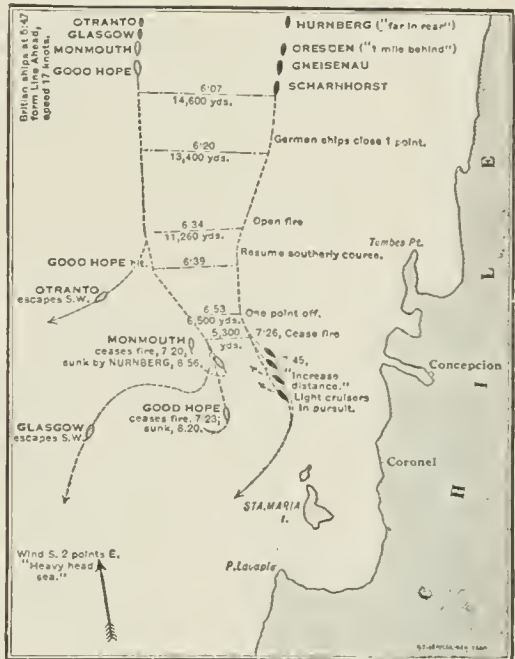 British ships at 5:47
form Line Ahead,
speed 17 knots.
OTRANTO
GLASGOW
MONMOUTH
GOOD HOPE
NURNBERG ("far in rear")
DRESDEN ("1 mile behind")
GNEISENAU
SCHARNHORST
6·07
14,600 yds.
6·20
13,400 yds.
German ships close 1 point.
6·34
11,260 yds.
Open fire
GOOD HOPE hit.
6·39
Resume southerly course.
OTRANTO
escapes S.W.
6,53
6,500 yds.
One point off.
MONMOUTH
ceases fire, 7·20,
sunk by NURNBERG, 8·56.
5,300
yds.
7·26, Cease fire
7·45,
"Increase
distance."
Light cruisers
in pursuit.
GOOD HOPE
ceases fire. 7·23;
sunk, 8.20.
GLASGOW
escapes S.W.
Wind S. 2 points E.
"Heavy head
sea."
Tumbes Pt.
Concepcion
Coronel
STA. MARIA
I.
P. Lavapie
C
H
I
L
E